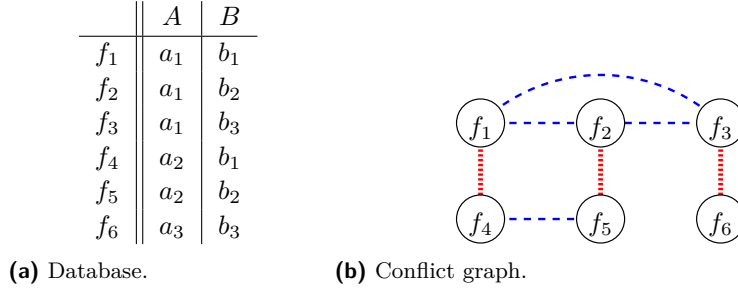 A B
f₁ a₁ b₁
f₂ a₁ b₂
f₃ a₁ b₃
f₄ a₂ b₁
f₅ a₂ b₂
f₆ a₃ b₃
(a) Database.
f₁ f₂ f₃
f₄ f₅ f₆
(b) Conflict graph.